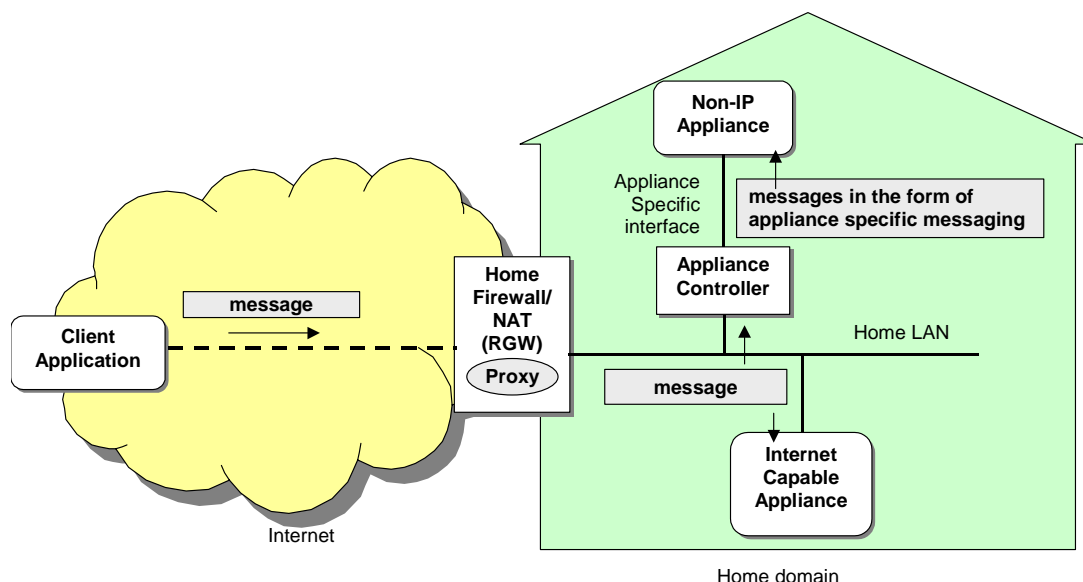 Non-IP
Appliance
Appliance
Specific
interface
messages in the form of
appliance specific messaging
Appliance
Controller
Home
Firewall/
NAT
(RGW)
Proxy
message
Client
Application
Home LAN
message
Internet
Capable
Appliance
Internet
Home domain